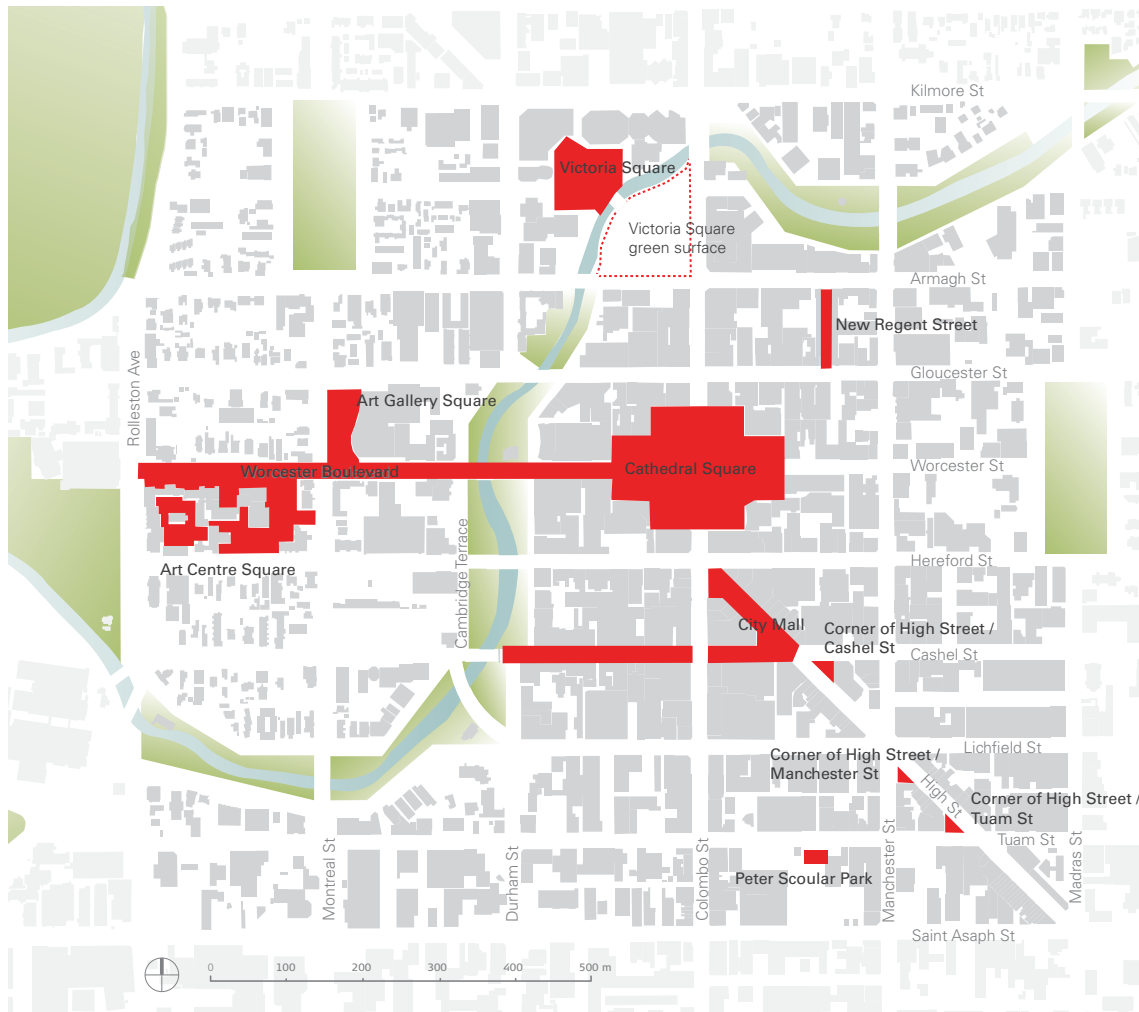 Kilmore St
Victoria Square
Victoria Square
green surface
Armagh St
New Regent Street
Gloucester St
Rolleston Ave
Art Gallery Square
Worcester Boulevard
Cathedral Square
Worcester St
Cambridge Terrace
Hereford St
Art Centre Square
City Mall
Corner of High Street /
Cashel St
Cashel St
Lichfield St
Corner of High Street /
Manchester St
High St
Corner of High Street /
Tuam St
Tuam St
Montreal St
Durham St
Colombo St
Manchester St
Madras St
Peter Scoular Park
Saint Asaph St
0 100 200 300 400 500 m